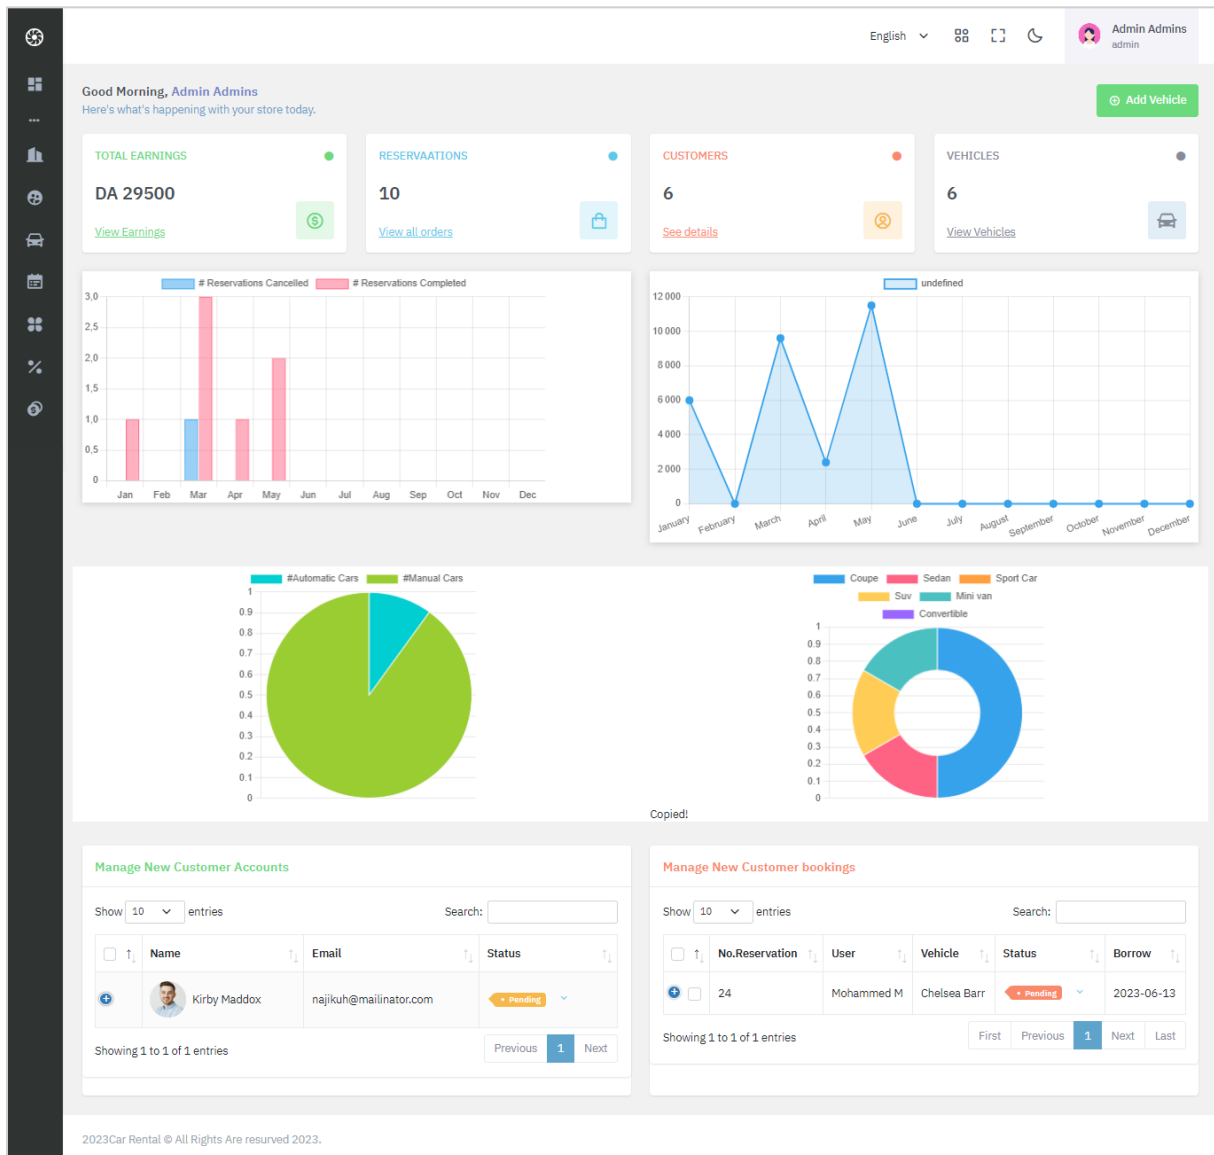 English
Admin Admins
admin
Good Morning, Admin Admins
Here's what's happening with your store today.
Add Vehicle
TOTAL EARNINGS
DA 29500
View Earnings
RESERVAATIONS
10
View all orders
CUSTOMERS
6
See details
VEHICLES
6
View Vehicles
# Reservations Cancelled # Reservations Completed
3,0
2,5
2,0
1,5
1,0
0,5
0
Jan Feb Mar Apr May Jun Jul Aug Sep Oct Nov Dec
undefined
12 000
10 000
8 000
6 000
4 000
2 000
0
January February March April May June July August September October November December
#Automatic Cars #Manual Cars
1
0.9
0.8
0.7
0.6
0.5
0.4
0.3
0.2
0.1
0
Coupe Sedan Sport Car
Suv Mini van
Convertible
1
0.9
0.8
0.7
0.6
0.5
0.4
0.3
0.2
0.1
0
Copied!
Manage New Customer Accounts
Show 10 entries Search:
Name Email Status
Kirby Maddox najikuh@mailinator.com Pending
Showing 1 to 1 of 1 entries
Previous 1 Next
Manage New Customer bookings
Show 10 entries Search:
No.Reservation User Vehicle Status Borrow
24 Mohammed M Chelsea Barr Pending 2023-06-13
Showing 1 to 1 of 1 entries
First Previous 1 Next Last
2023Car Rental © All Rights Are resurved 2023.